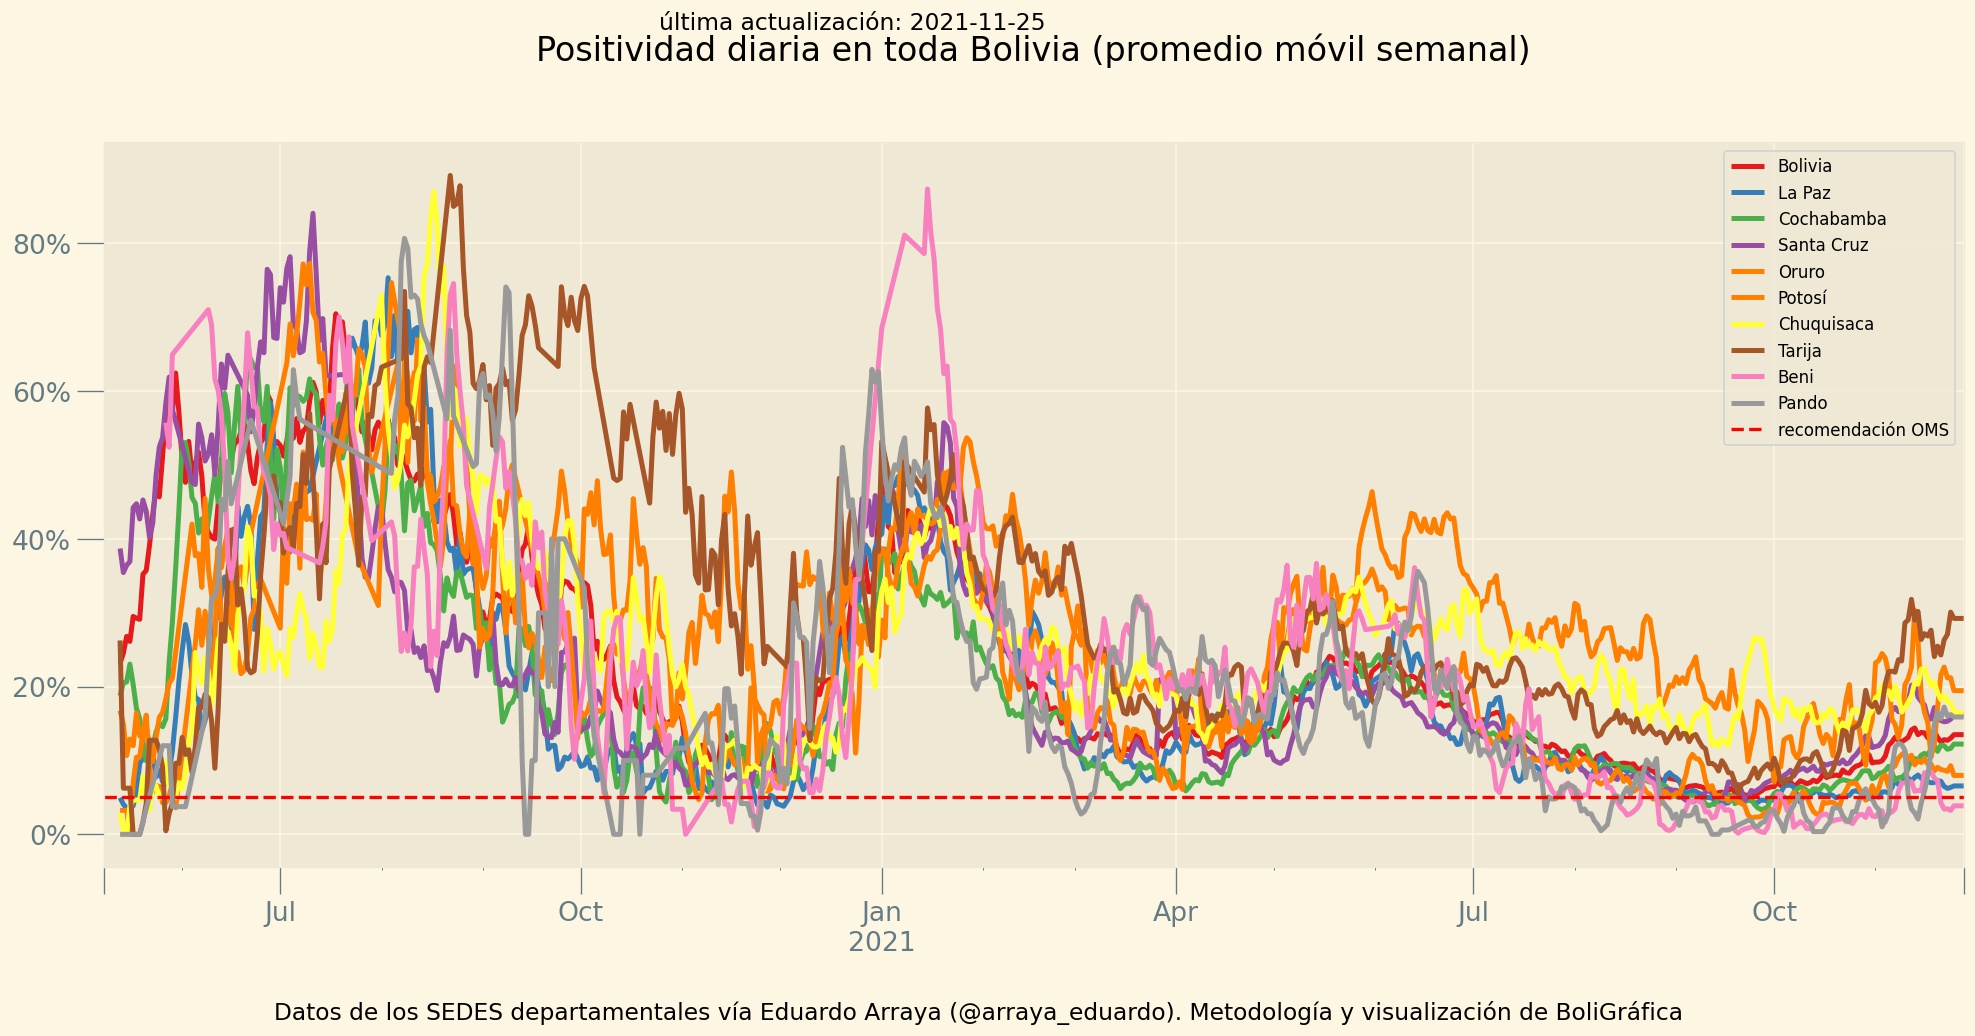 última actualización: 2021-11-25
Positividad diaria en toda Bolivia (promedio móvil semanal)
80%
60%
40%
20%
0%
Bolivia
La Paz
Cochabamba
Santa Cruz
Oruro
Potosí
Chuquisaca
Tarija
Beni
Pando
recomendación OMS
Jul
Oct
Jan
Apr
Jul
Oct
2021
Datos de los SEDES departamentales vía Eduardo Arraya (@arraya_eduardo). Metodología y visualización de BoliGráfica